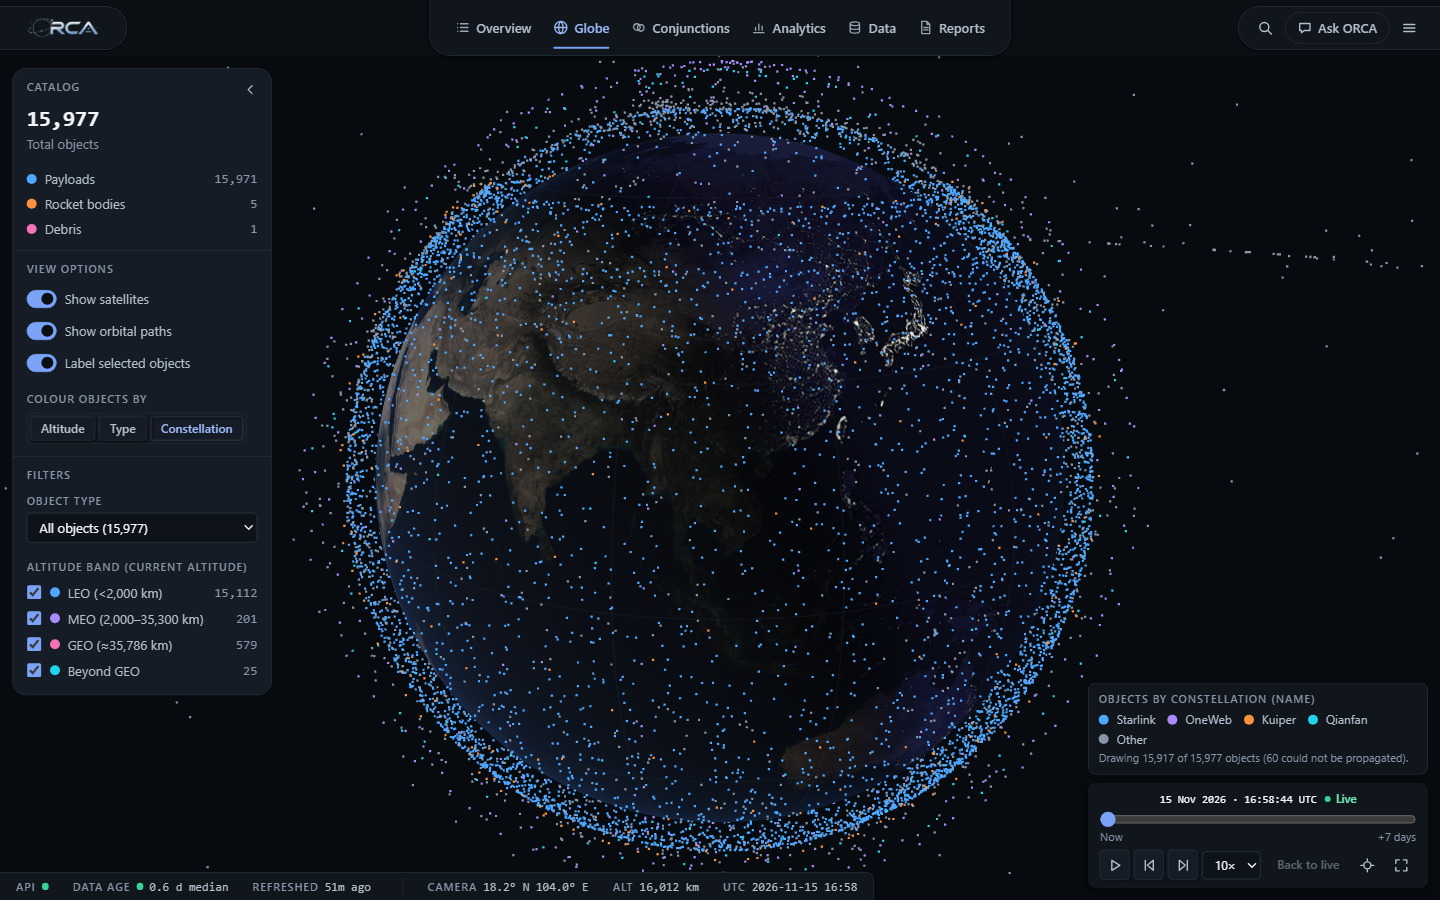 ORCA
Overview
Globe
Conjunctions
Analytics
Data
Reports
Ask ORCA
CATALOG
15,977
Total objects
Payloads 15,971
Rocket bodies 5
Debris 1
VIEW OPTIONS
Show satellites
Show orbital paths
Label selected objects
COLOUR OBJECTS BY
Altitude Type Constellation
FILTERS
OBJECT TYPE
All objects (15,977)
ALTITUDE BAND (CURRENT ALTITUDE)
LEO (<2,000 km) 15,112
MEO (2,000–35,300 km) 201
GEO (≈35,786 km) 579
Beyond GEO 25
OBJECTS BY CONSTELLATION (NAME)
Starlink OneWeb Kuiper Qianfan
Other
Drawing 15,917 of 15,977 objects (60 could not be propagated).
15 Nov 2026 · 16:58:44 UTC Live
Now +7 days
10× Back to live
API DATA AGE 0.6 d median REFRESHED 51m ago CAMERA 18.2° N 104.0° E ALT 16,012 km UTC 2026-11-15 16:58